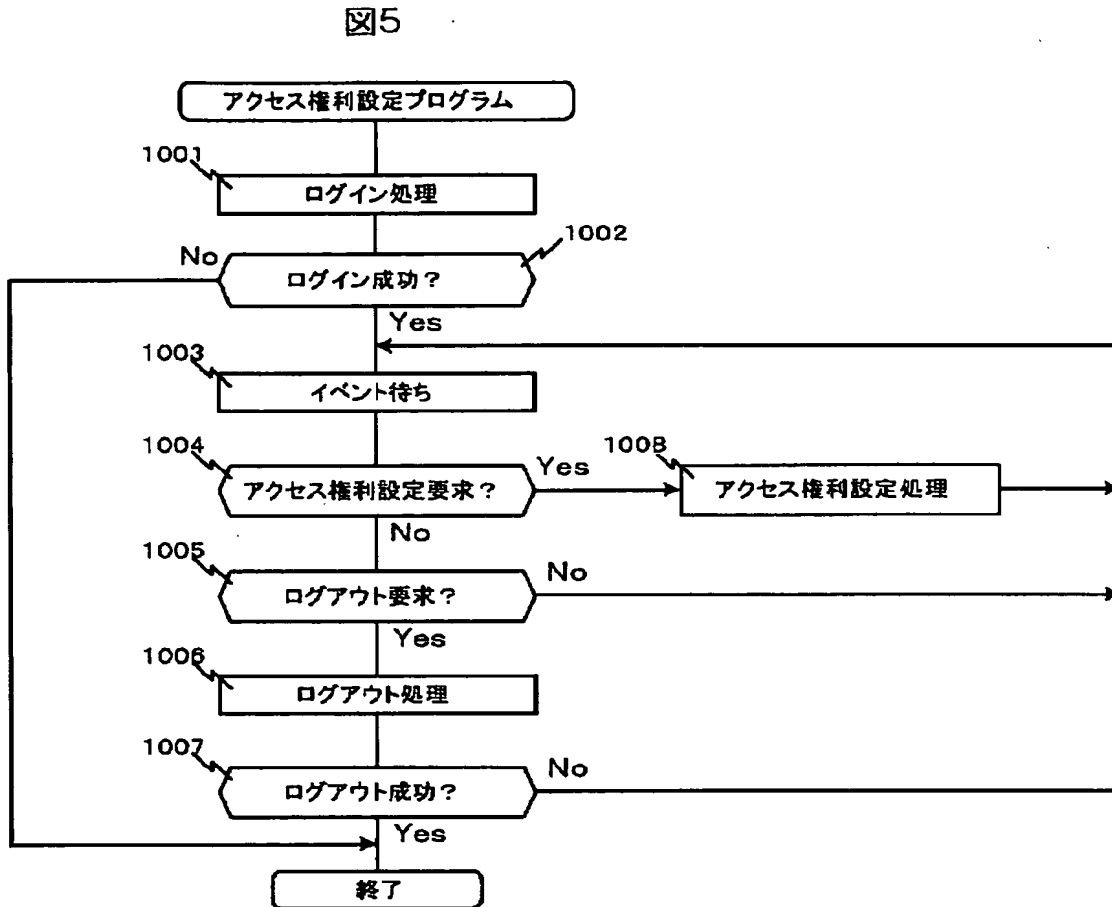 図5
アクセス権利設定プログラム
1001
ログイン処理
1002
No
ログイン成功?
Yes
1003
イベント待ち
1004
アクセス権利設定要求?
Yes
1008
アクセス権利設定処理
No
1005
ログアウト要求?
No
Yes
1006
ログアウト処理
1007
ログアウト成功?
No
Yes
終了